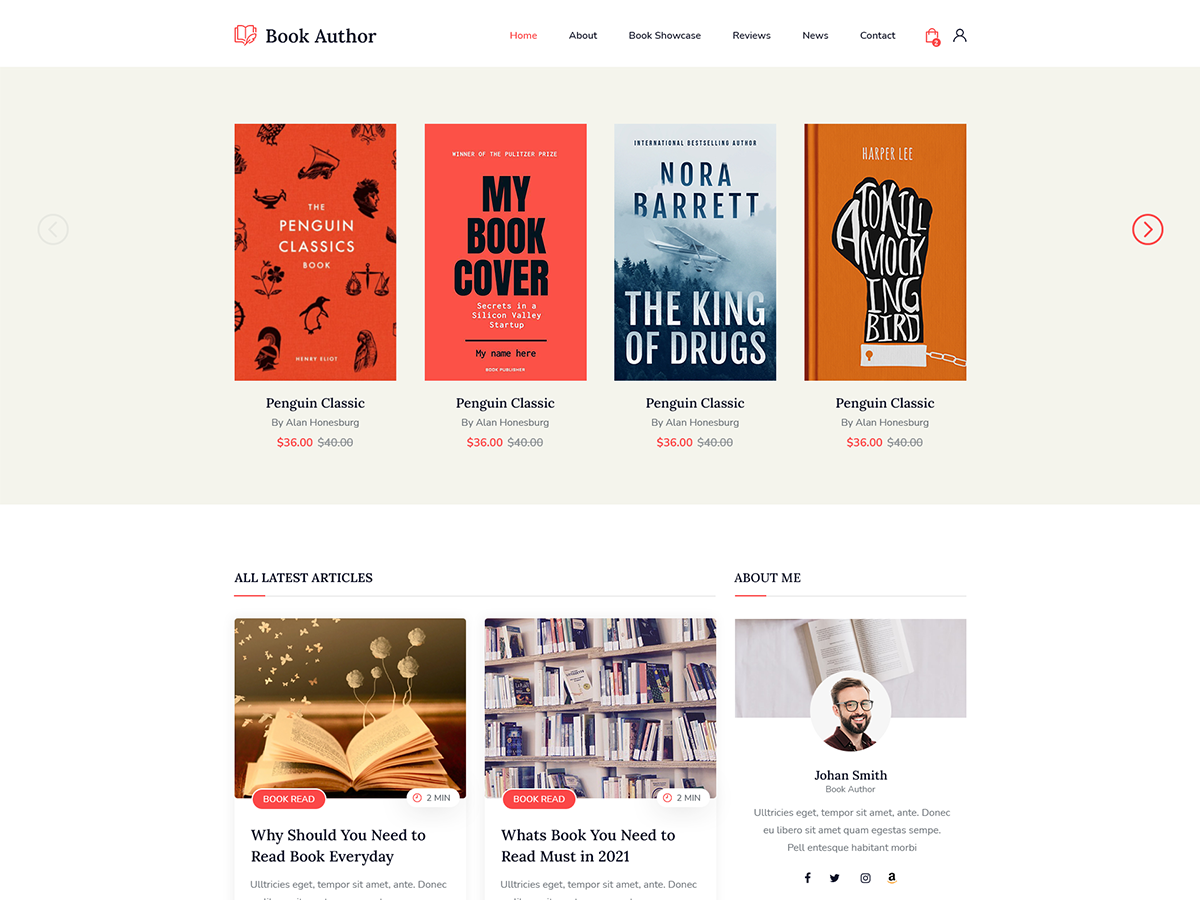 Book Author
Home About Book Showcase Reviews News Contact
2
THE
PENGUIN
CLASSICS
BOOK
HENRY ELIOT
WINNER OF THE PULITZER PRIZE
MY
BOOK
COVER
Secrets in a
Silicon Valley
Startup
My name here
BOOK PUBLISHER
INTERNATIONAL BESTSELLING AUTHOR
NORA
BARRETT
THE KING
OF DRUGS
HARPER LEE
TO KILL
A MOCK
ING
BIRD
Penguin Classic Penguin Classic Penguin Classic Penguin Classic
By Alan Honesburg By Alan Honesburg By Alan Honesburg By Alan Honesburg
$36.00 $40.00 $36.00 $40.00 $36.00 $40.00 $36.00 $40.00
ALL LATEST ARTICLES
BOOK READ 2 MIN
Why Should You Need to
Read Book Everyday
Ulltricies eget, tempor sit amet, ante. Donec
BOOK READ 2 MIN
Whats Book You Need to
Read Must in 2021
Ulltricies eget, tempor sit amet, ante. Donec
ABOUT ME
Johan Smith
Book Author
Ulltricies eget, tempor sit amet, ante. Donec
eu libero sit amet quam egestas sempe.
Pell entesque habitant morbi